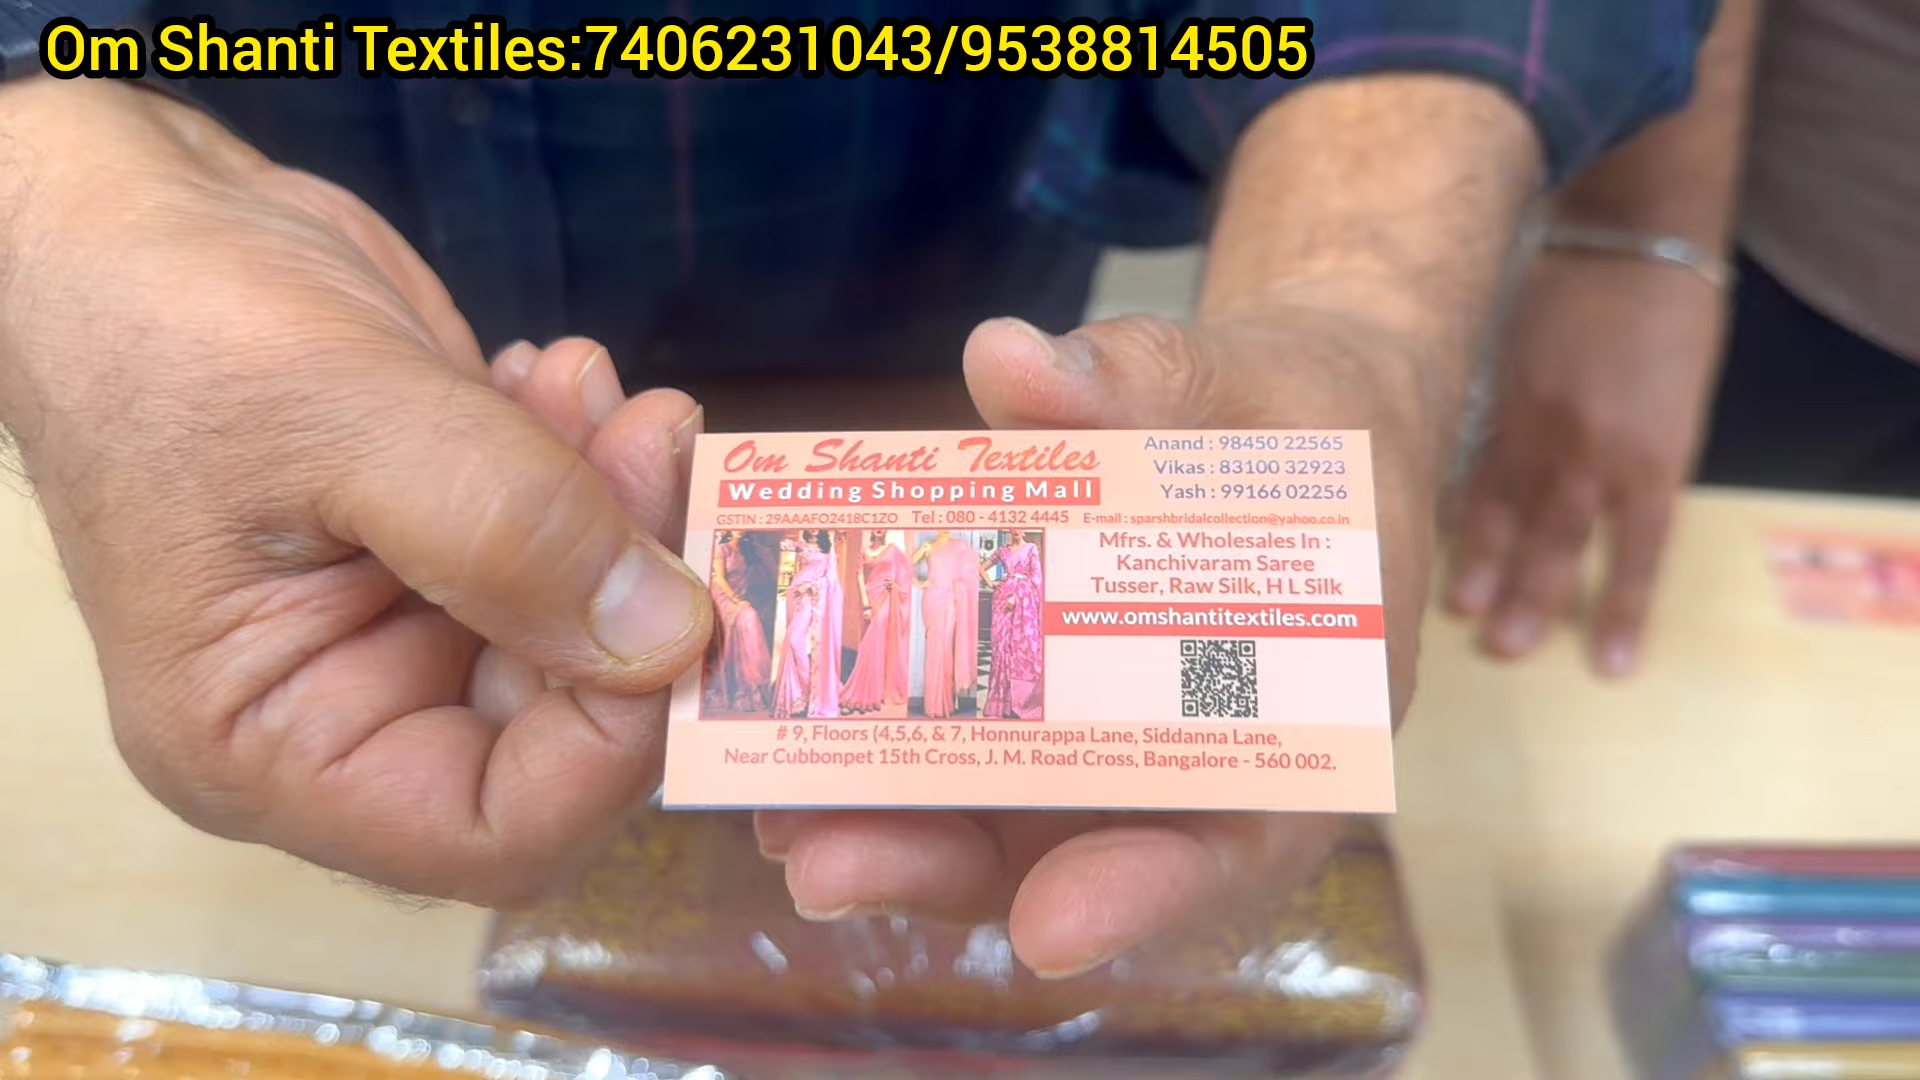 Om Shanti Textiles:7406231043/9538814505
Om Shanti Textiles
Wedding Shopping Mall
Anand : 98450 22565
Vikas : 83100 32923
Yash : 99166 02256
GSTIN : 29AAAFO2418C1ZO Tel : 080 - 4132 4445 E-mail : sparshbridalcollection@yahoo.co.in
Mfrs. & Wholesales In :
Kanchivaram Saree
Tusser, Raw Silk, H L Silk
www.omshantitextiles.com
# 9, Floors (4,5,6, & 7, Honnurappa Lane, Siddanna Lane,
Near Cubbonpet 15th Cross, J. M. Road Cross, Bangalore - 560 002.